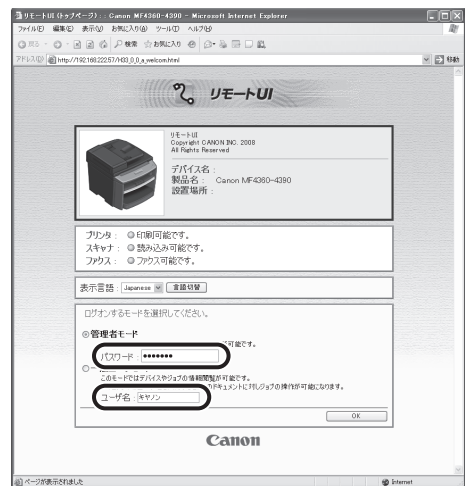 リモートUI (トップページ) : : Canon MF4360-4390 - Microsoft Internet Explorer
ファイル(F) 編集(E) 表示(V) お気に入り(A) ツール(T) ヘルプ(H)
戻る 検索 お気に入り
アドレス(D) http://192.168.222.57/H33_0_0_a_welcom.html 移動
リモートUI
リモートUI
Copyright CANON INC. 2008
All Rights Reserved
デバイス名 :
製品名 : Canon MF4360-4390
設置場所 :
プリンタ : 印刷可能です。
スキャナ : 読み込み可能です。
ファクス : ファクス可能です。
表示言語 : Japanese 言語切替
ログオンするモードを選択してください。
管理者モード
が可能です。
パスワード : ●●●●●●●
このモードではデバイスやジョブの情報閲覧が可能です。
ドキュメントに対しジョブの操作が可能になります。
ユーザ名 : キヤノン
OK
Canon
ページが表示されました
Internet